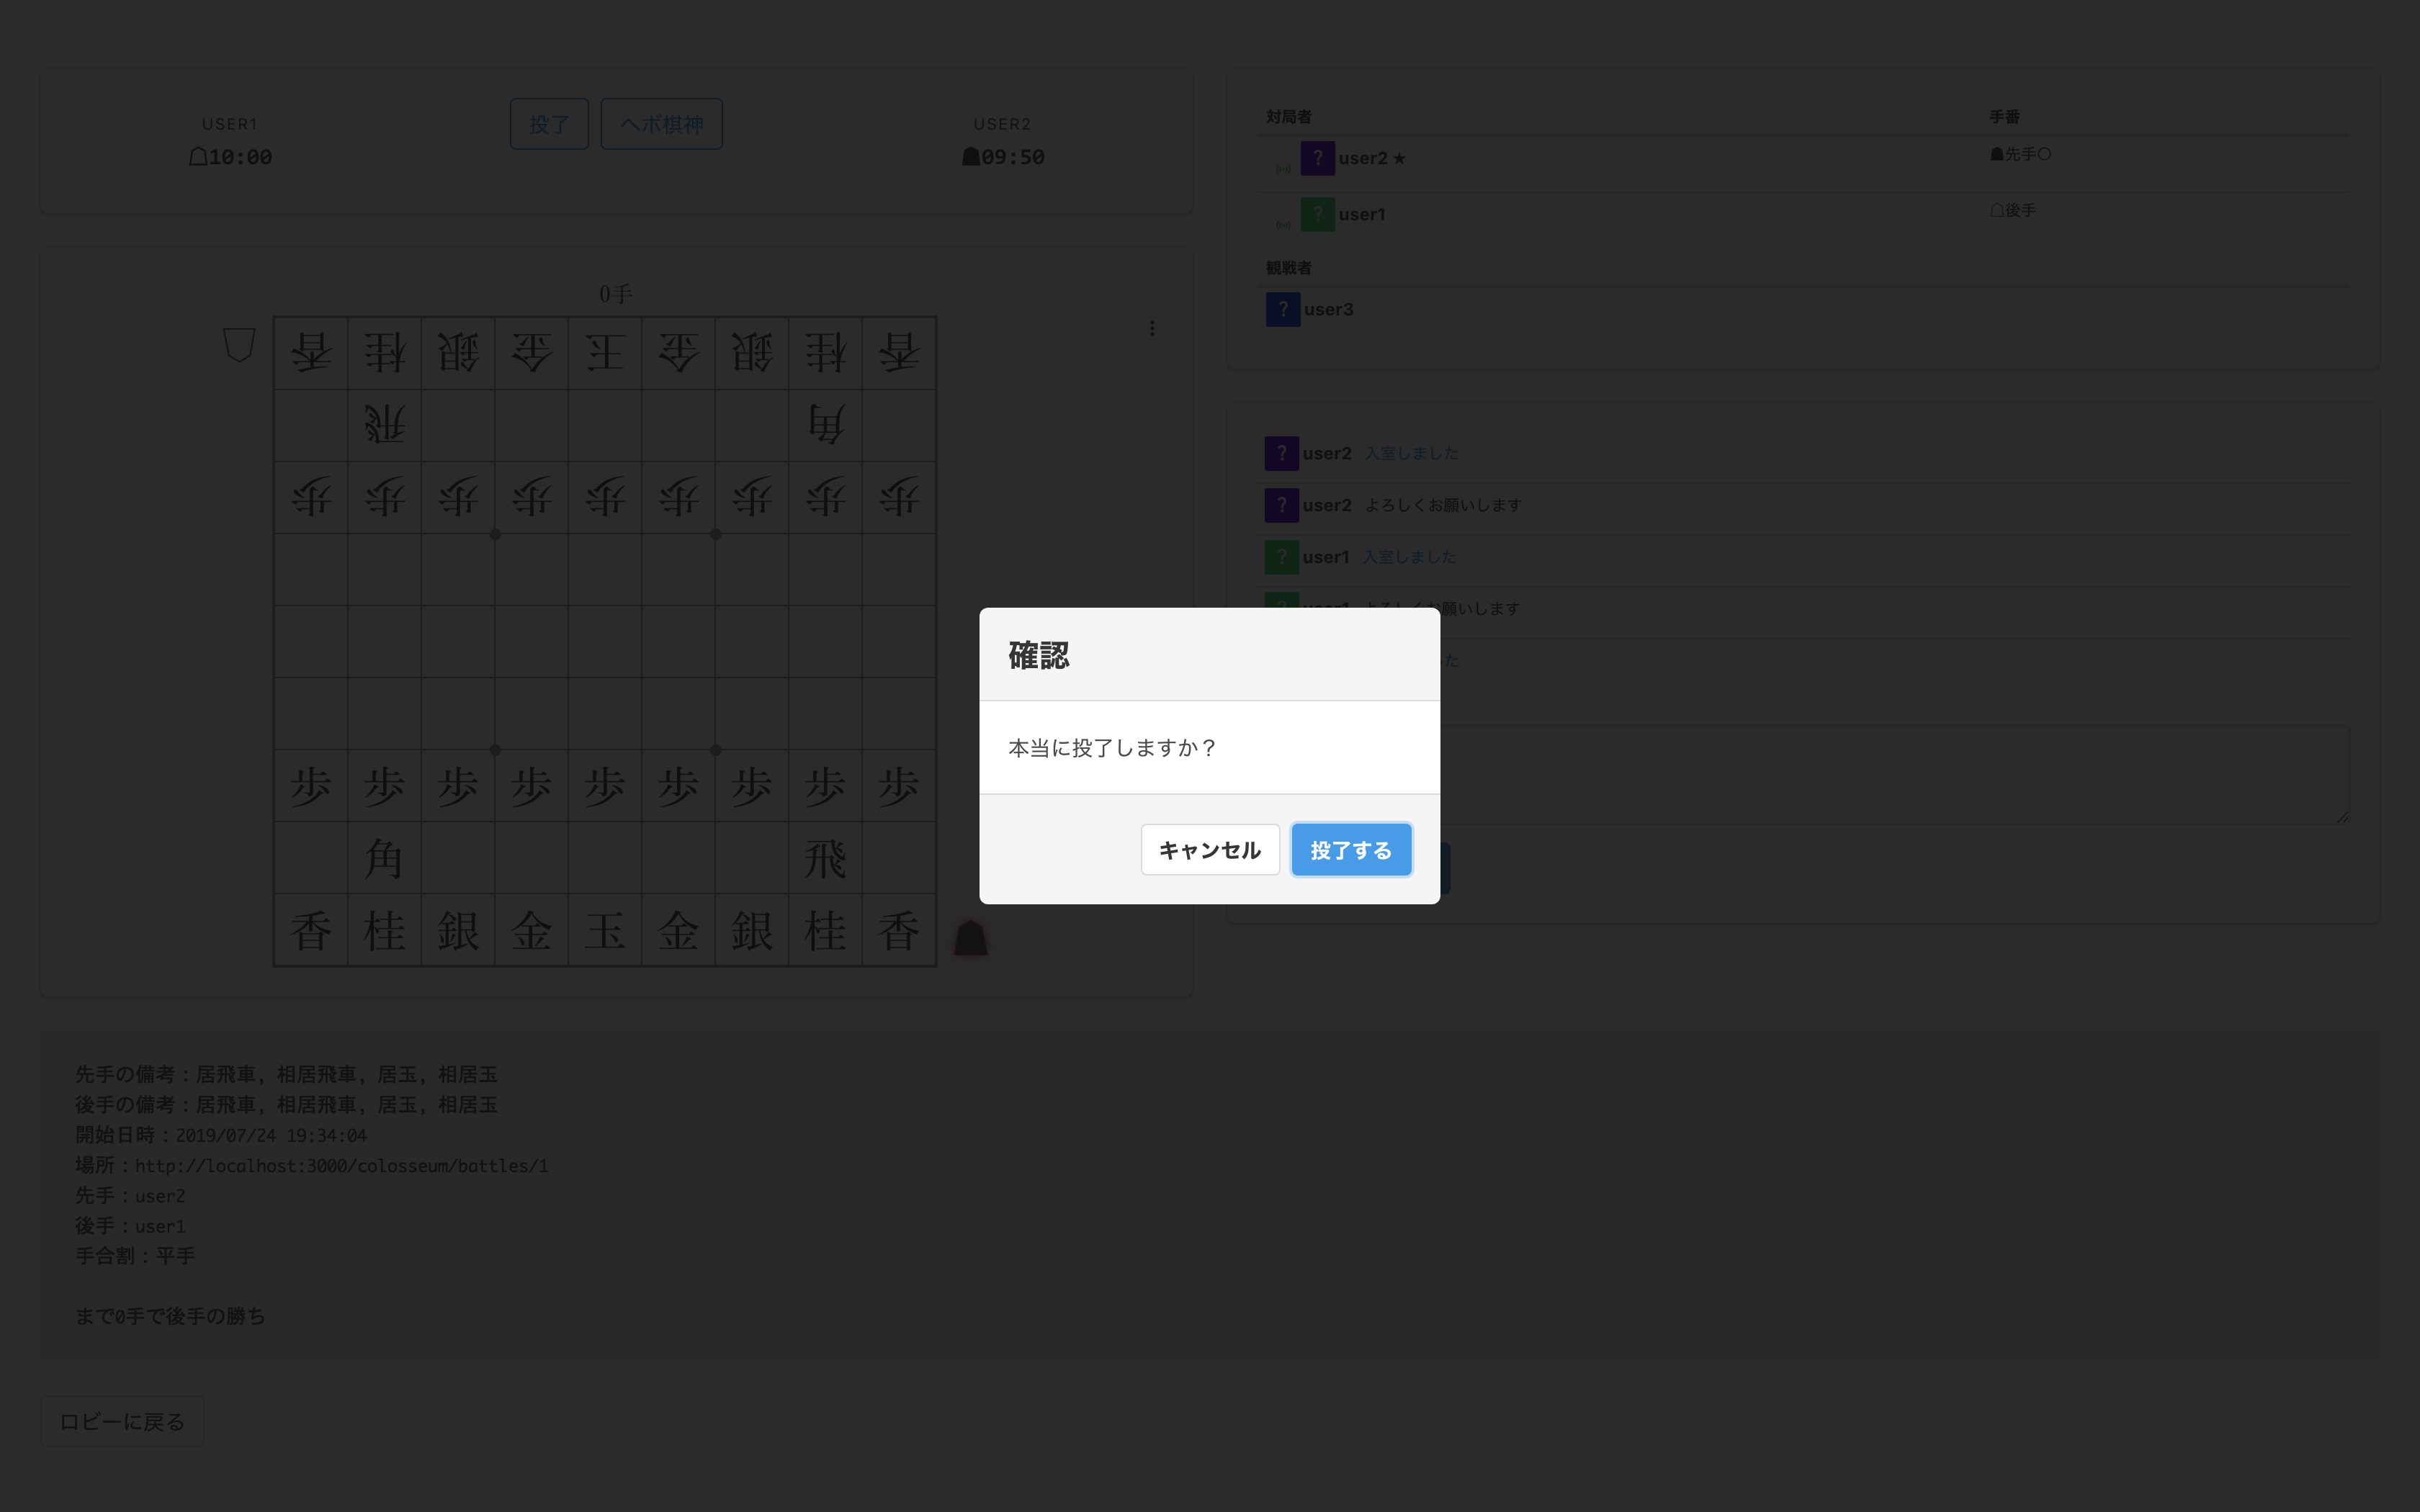 USER1
☖10:00
投了
ヘボ棋神
USER2
☗09:50
0手
香 桂 銀 金 玉 金 銀 桂 香
飛 角
歩 歩 歩 歩 歩 歩 歩 歩 歩
歩 歩 歩 歩 歩 歩 歩 歩 歩
角 飛
香 桂 銀 金 玉 金 銀 桂 香
対局者 手番
? user2 ★ ☗先手○
? user1 ☖後手
観戦者
? user3
? user2 入室しました
? user2 よろしくお願いします
? user1 入室しました
? user1 よろしくお願いします
た
確認
本当に投了しますか？
キャンセル
投了する
先手の備考：居飛車, 相居飛車, 居玉, 相居玉
後手の備考：居飛車, 相居飛車, 居玉, 相居玉
開始日時：2019/07/24 19:34:04
場所：http://localhost:3000/colosseum/battles/1
先手：user2
後手：user1
手合割：平手
まで0手で後手の勝ち
ロビーに戻る